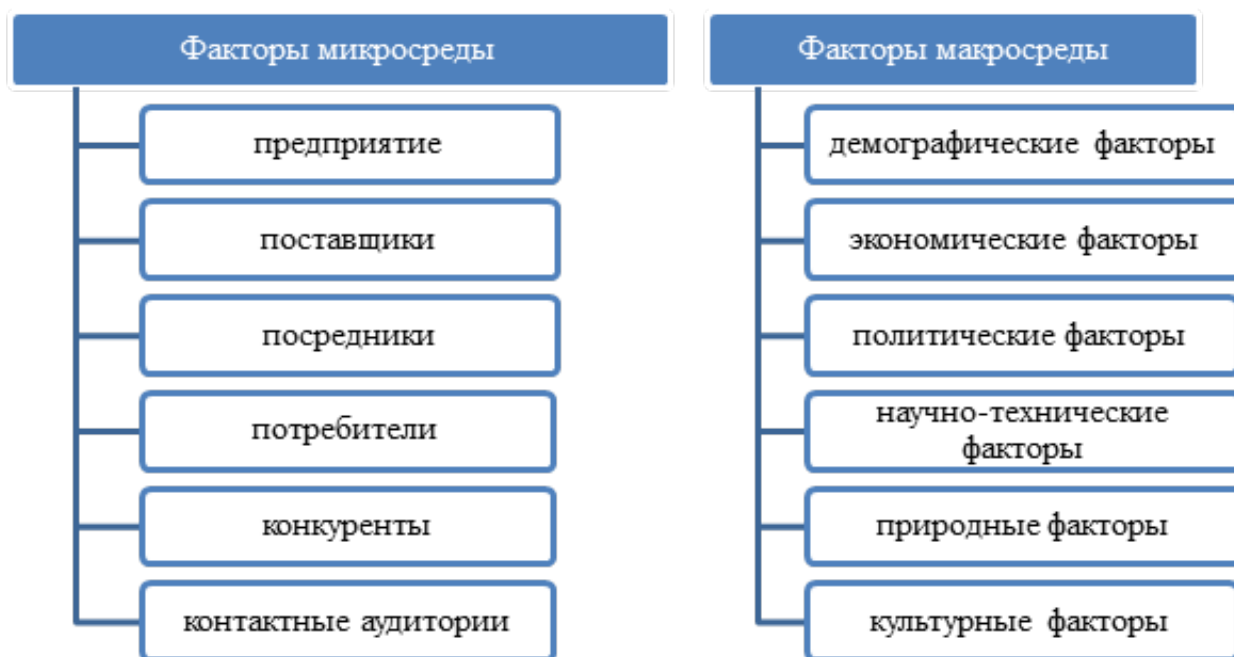 Факторы микросреды
предприятие
поставщики
посредники
потребители
конкуренты
контактные аудитории
Факторы макросреды
демографические факторы
экономические факторы
политические факторы
научно-технические
факторы
природные факторы
культурные факторы